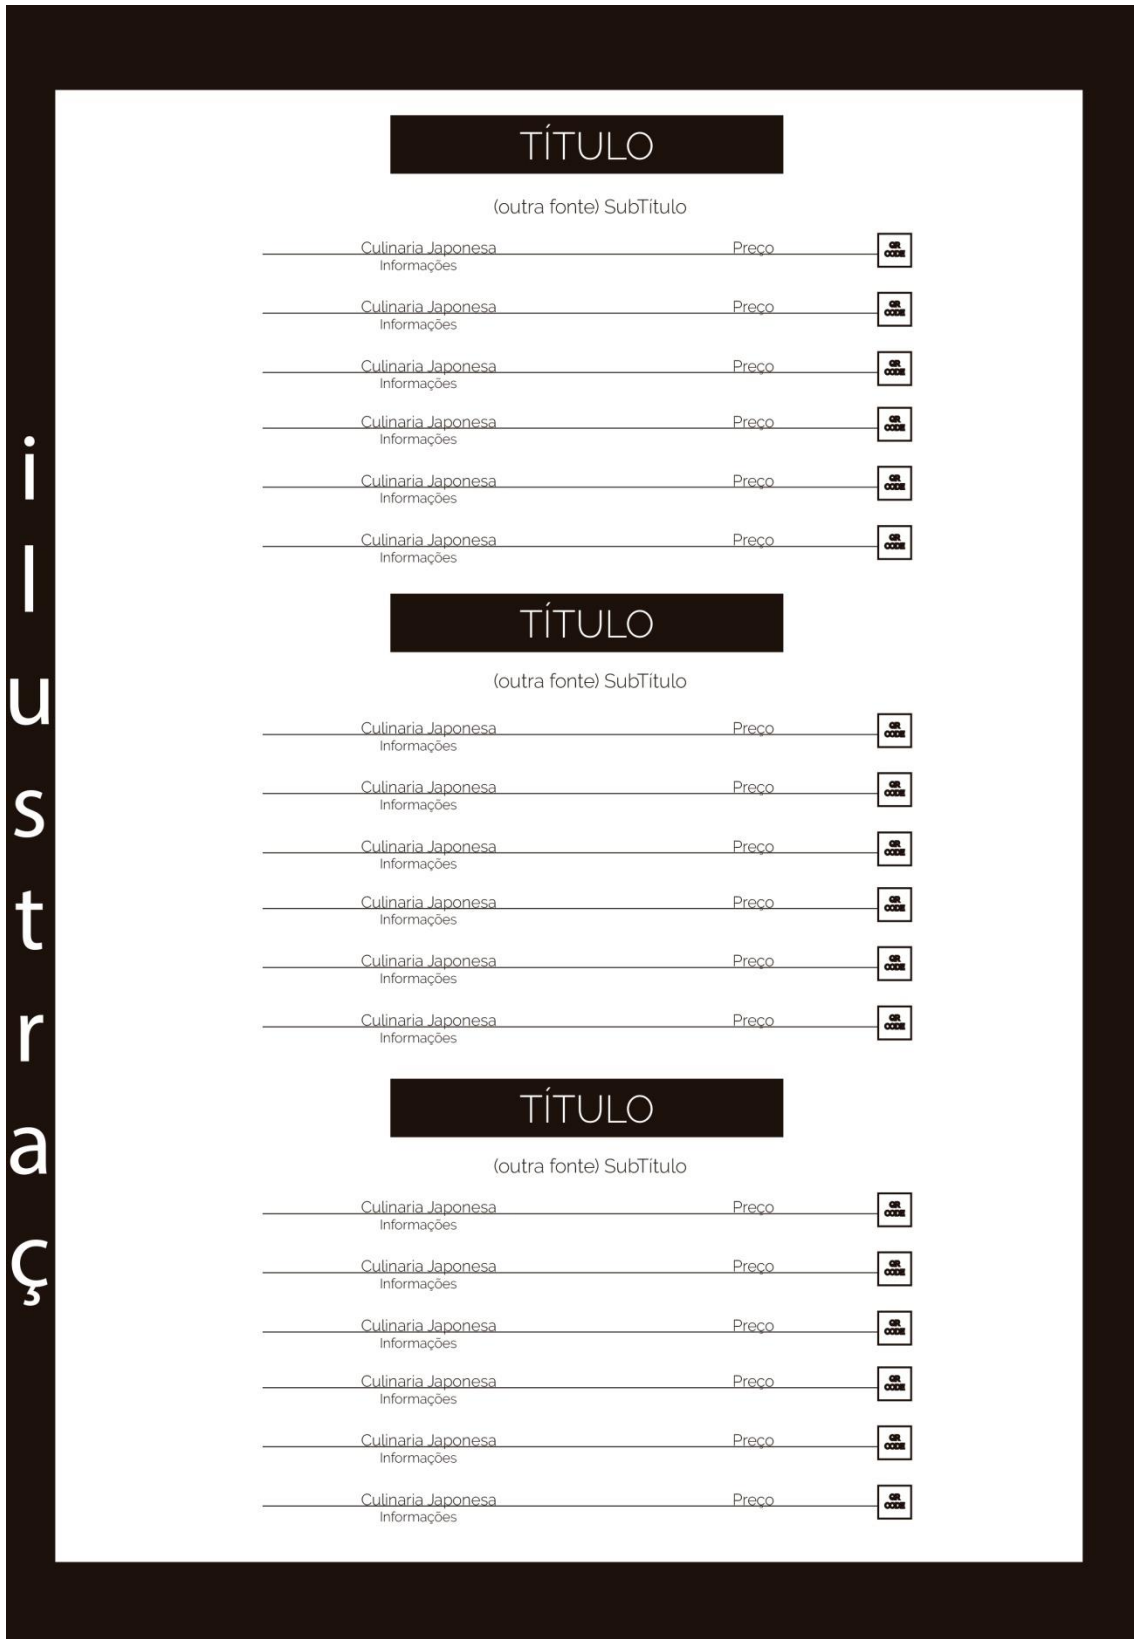 TÍTULO
(outra fonte) SubTítulo
Culinaria Japonesa Preço QR CODE
Informações
Culinaria Japonesa Preço QR CODE
Informações
Culinaria Japonesa Preço QR CODE
Informações
Culinaria Japonesa Preço QR CODE
Informações
Culinaria Japonesa Preço QR CODE
Informações
Culinaria Japonesa Preço QR CODE
Informações
TÍTULO
(outra fonte) SubTítulo
Culinaria Japonesa Preço QR CODE
Informações
Culinaria Japonesa Preço QR CODE
Informações
Culinaria Japonesa Preço QR CODE
Informações
Culinaria Japonesa Preço QR CODE
Informações
Culinaria Japonesa Preço QR CODE
Informações
Culinaria Japonesa Preço QR CODE
Informações
TÍTULO
(outra fonte) SubTítulo
Culinaria Japonesa Preço QR CODE
Informações
Culinaria Japonesa Preço QR CODE
Informações
Culinaria Japonesa Preço QR CODE
Informações
Culinaria Japonesa Preço QR CODE
Informações
Culinaria Japonesa Preço QR CODE
Informações
Culinaria Japonesa Preço QR CODE
Informações
ilustraç